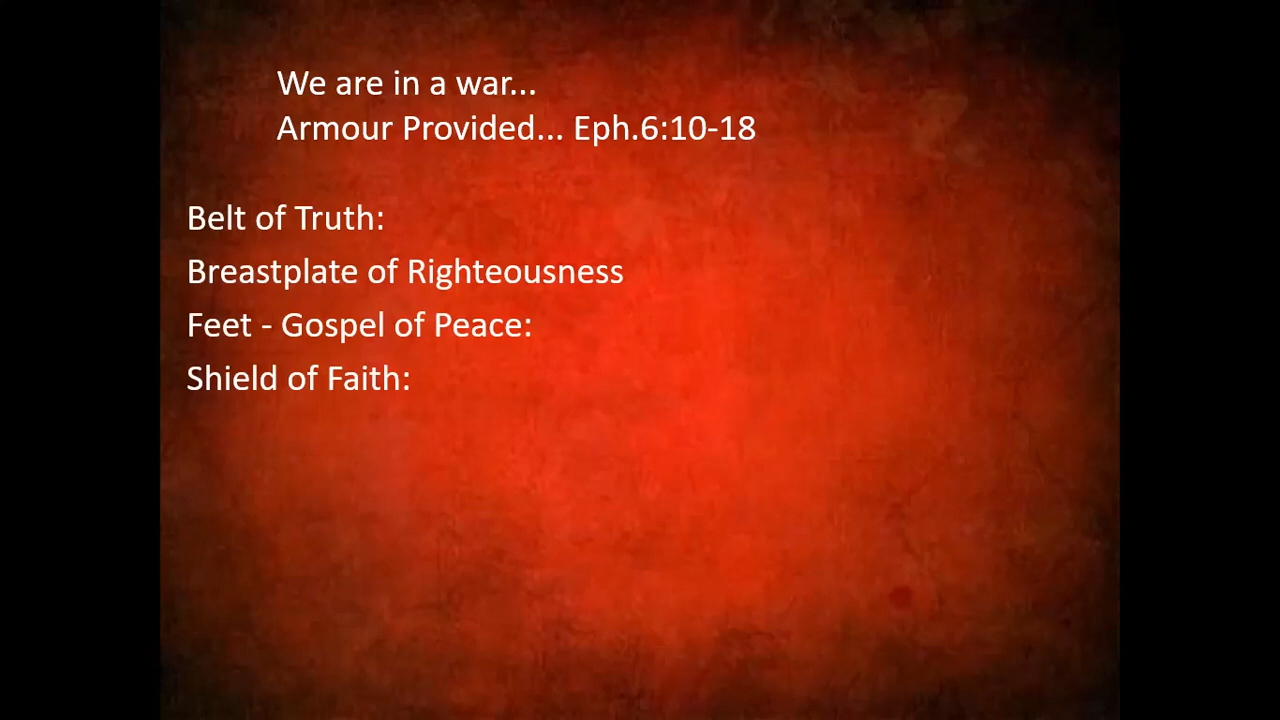 We are in a war...
Armour Provided... Eph.6:10-18
Belt of Truth:
Breastplate of Righteousness
Feet - Gospel of Peace:
Shield of Faith: